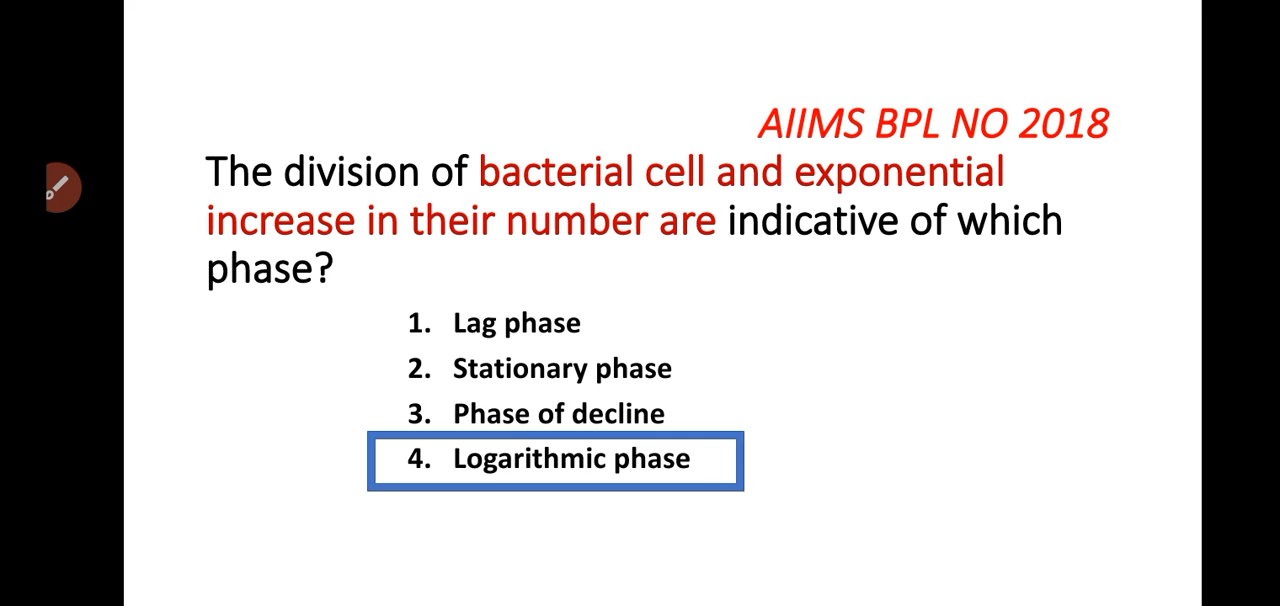 AIIMS BPL NO 2018
The division of bacterial cell and exponential
increase in their number are indicative of which
phase?
1. Lag phase
2. Stationary phase
3. Phase of decline
4. Logarithmic phase